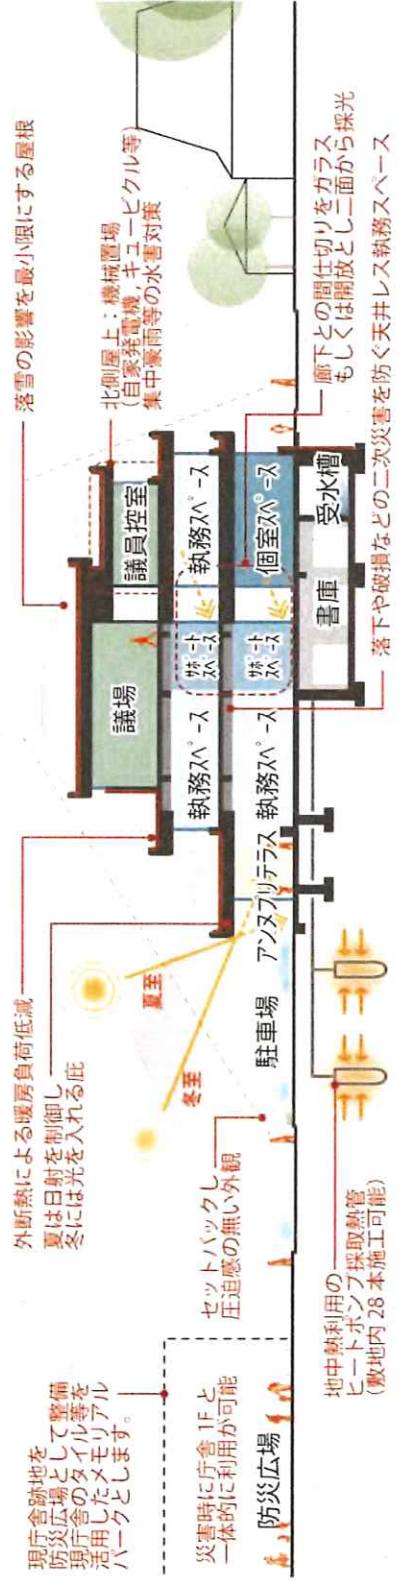 現庁舎跡地を
防災広場として整備
現庁舎のタイル等を
活用したメモリアル
パークとします。
災害時に庁舎 1F と
一体的に利用が可能
防災広場
外断熱による暖房負荷低減
夏は日射を制御し
冬には光を入れる庇
セットバックし
圧迫感の無い外観
地中熱利用の
ヒートポンプ採取熱管
(敷地内 28 本施工可能)
夏至
冬至
駐車場
アンヌプリテラス
議場
議員控室
執務スペース
サポート
スペース
執務スペース
執務スペース
サポート
スペース
個室スペース
書庫
受水槽
落雪の影響を最小限にする屋根
北側屋上：機械置場
(自家発電機，キュービクル等)
集中豪雨等の水害対策
廊下との間仕切りをガラス
もしくは開放とし二面から採光
落下や破損などの二次災害を防ぐ天井レス執務スペース